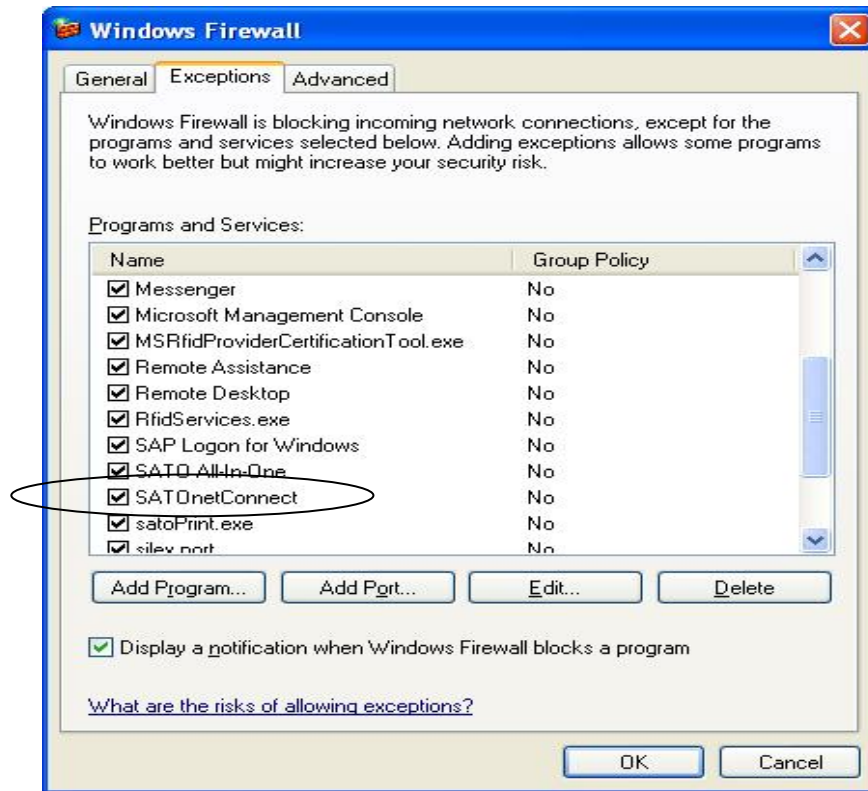 Windows Firewall
General Exceptions Advanced
Windows Firewall is blocking incoming network connections, except for the
programs and services selected below. Adding exceptions allows some programs
to work better but might increase your security risk.
Programs and Services:
Name Group Policy
Messenger No
Microsoft Management Console No
MSRfidProviderCertificationTool.exe No
Remote Assistance No
Remote Desktop No
RfidServices.exe No
SAP Logon for Windows No
SATO All-In-One No
SATOnetConnect No
satoPrint.exe No
silex port No
Add Program... Add Port... Edit... Delete
Display a notification when Windows Firewall blocks a program
What are the risks of allowing exceptions?
OK Cancel